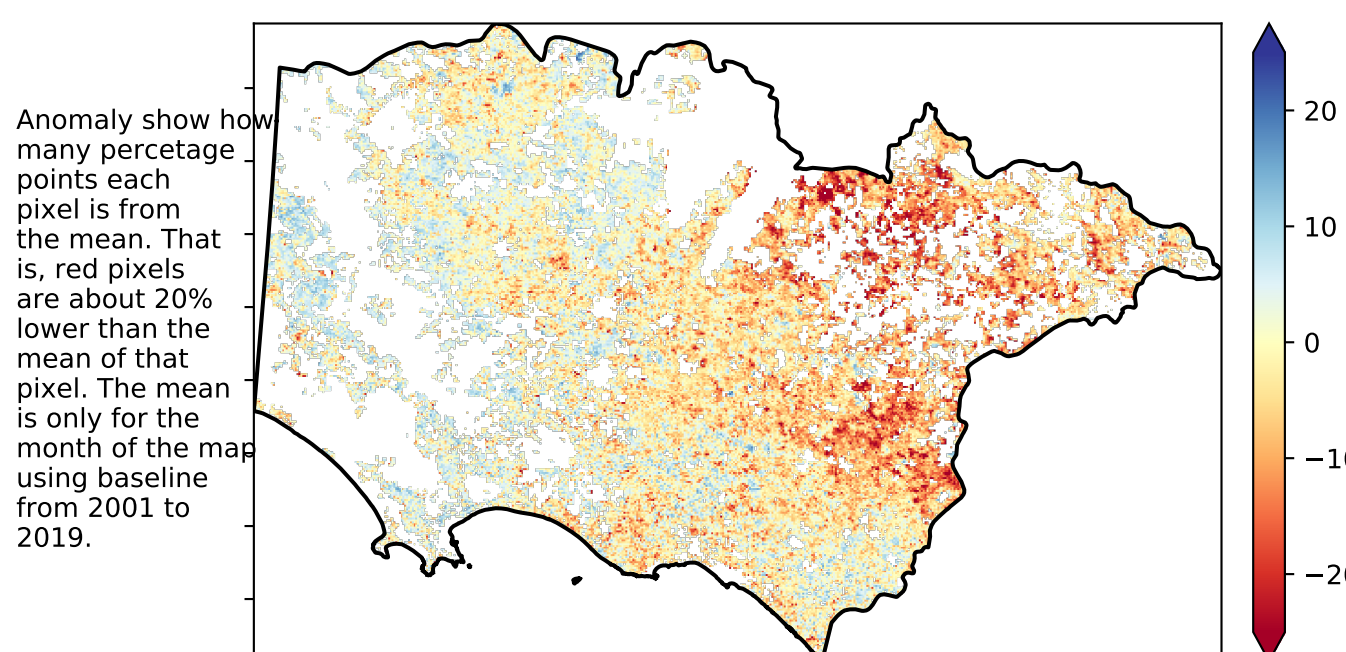 Anomaly show how
many percetage
points each
pixel is from
the mean. That
is, red pixels
are about 20%
lower than the
mean of that
pixel. The mean
is only for the
month of the map
using baseline
from 2001 to
2019.
20
10
0
−10
−20